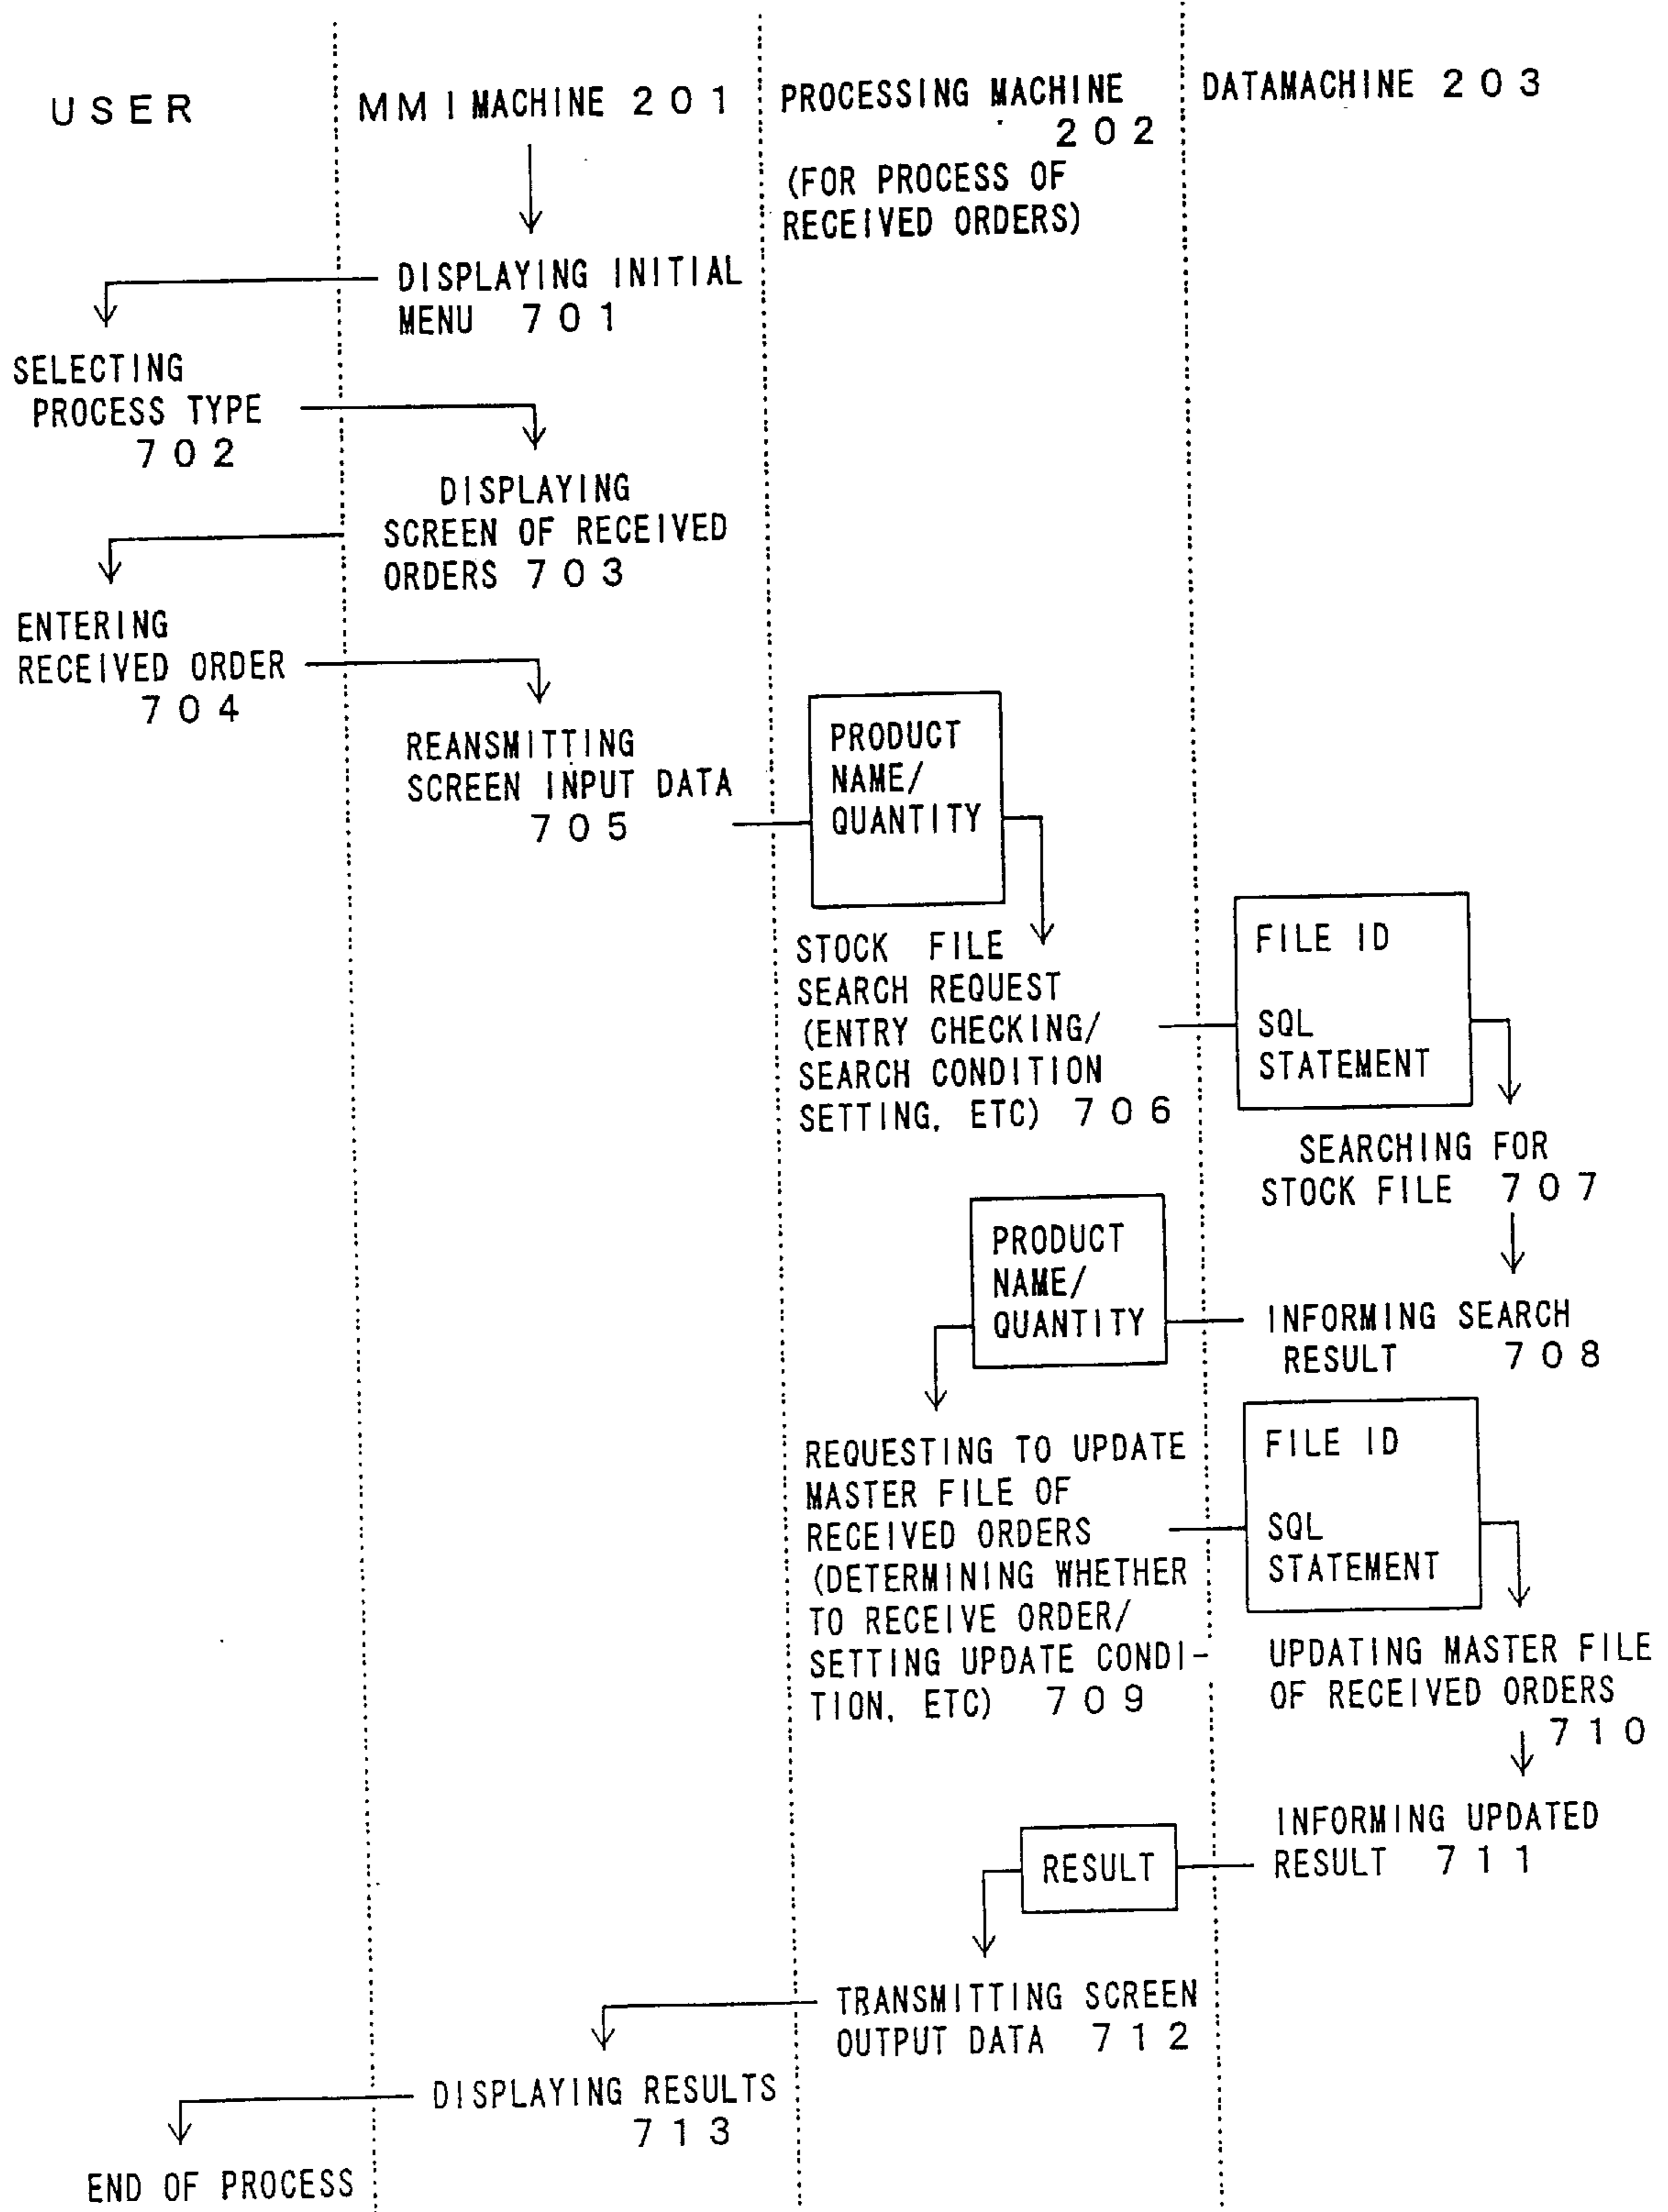 USER
MMI MACHINE 201
PROCESSING MACHINE
202
(FOR PROCESS OF
RECEIVED ORDERS)
DATAMACHINE 203
DISPLAYING INITIAL
MENU 701
SELECTING
PROCESS TYPE
702
DISPLAYING
SCREEN OF RECEIVED
ORDERS 703
ENTERING
RECEIVED ORDER
704
REANSMITTING
SCREEN INPUT DATA
705
PRODUCT
NAME/
QUANTITY
STOCK FILE
SEARCH REQUEST
(ENTRY CHECKING/
SEARCH CONDITION
SETTING, ETC) 706
FILE ID
SQL
STATEMENT
SEARCHING FOR
STOCK FILE 707
PRODUCT
NAME/
QUANTITY
INFORMING SEARCH
RESULT 708
REQUESTING TO UPDATE
MASTER FILE OF
RECEIVED ORDERS
(DETERMINING WHETHER
TO RECEIVE ORDER/
SETTING UPDATE CONDI-
TION, ETC) 709
FILE ID
SQL
STATEMENT
UPDATING MASTER FILE
OF RECEIVED ORDERS
710
INFORMING UPDATED
RESULT 711
RESULT
TRANSMITTING SCREEN
OUTPUT DATA 712
DISPLAYING RESULTS
713
END OF PROCESS